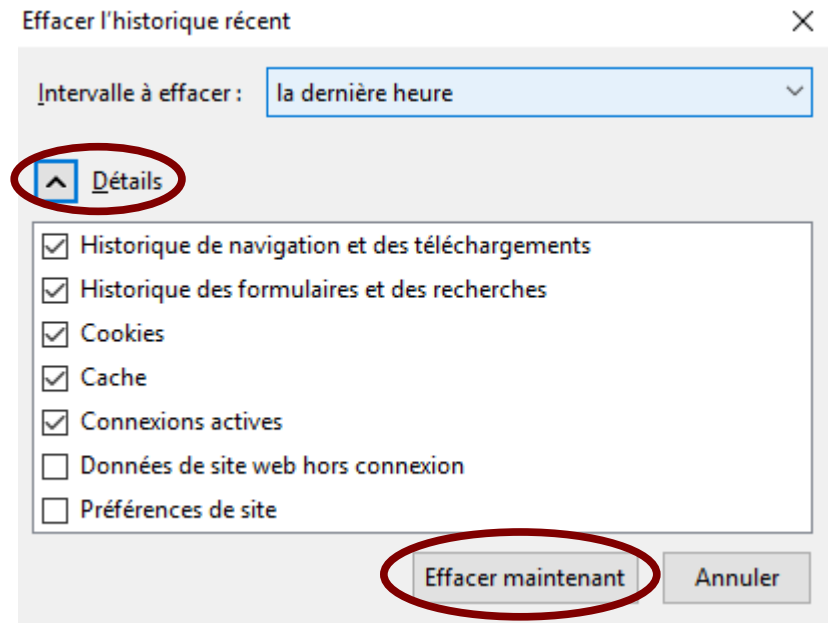 Effacer l’historique récent
Intervalle à effacer : la dernière heure
Détails
Historique de navigation et des téléchargements
Historique des formulaires et des recherches
Cookies
Cache
Connexions actives
Données de site web hors connexion
Préférences de site
Effacer maintenant Annuler